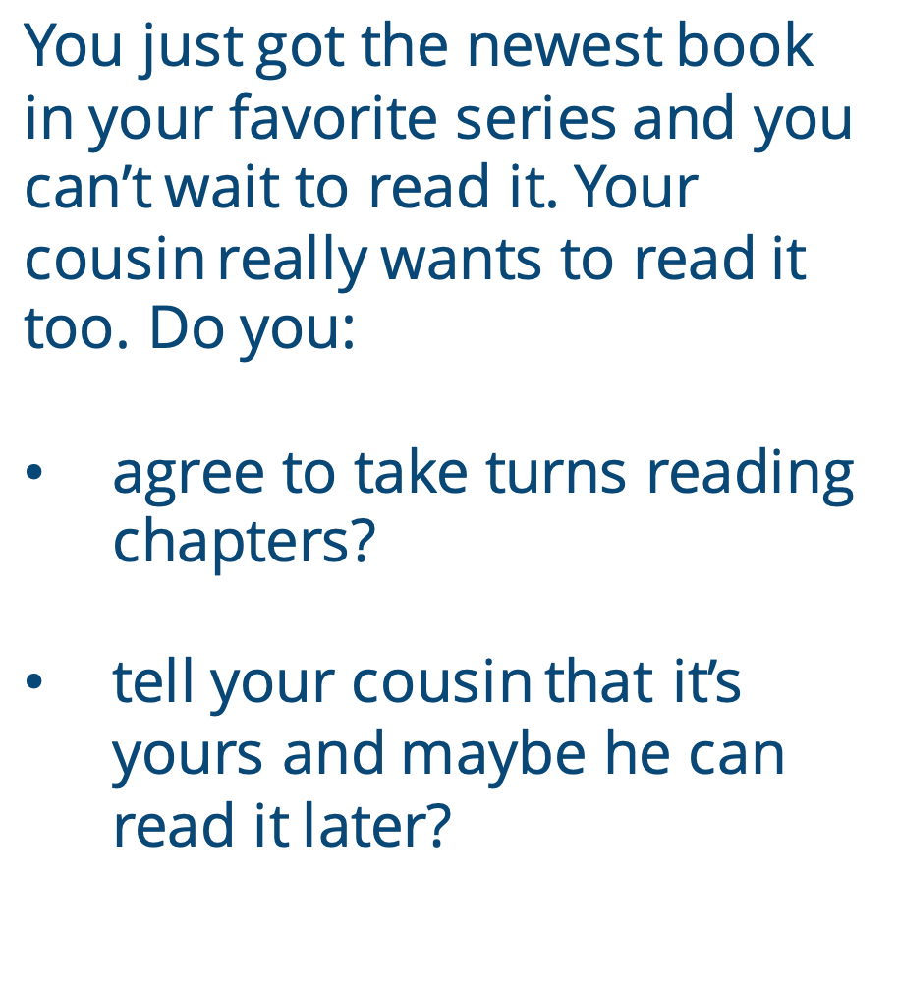 You just got the newest book
in your favorite series and you
can’t wait to read it. Your
cousin really wants to read it
too. Do you:
• agree to take turns reading
chapters?
• tell your cousin that it’s
yours and maybe he can
read it later?